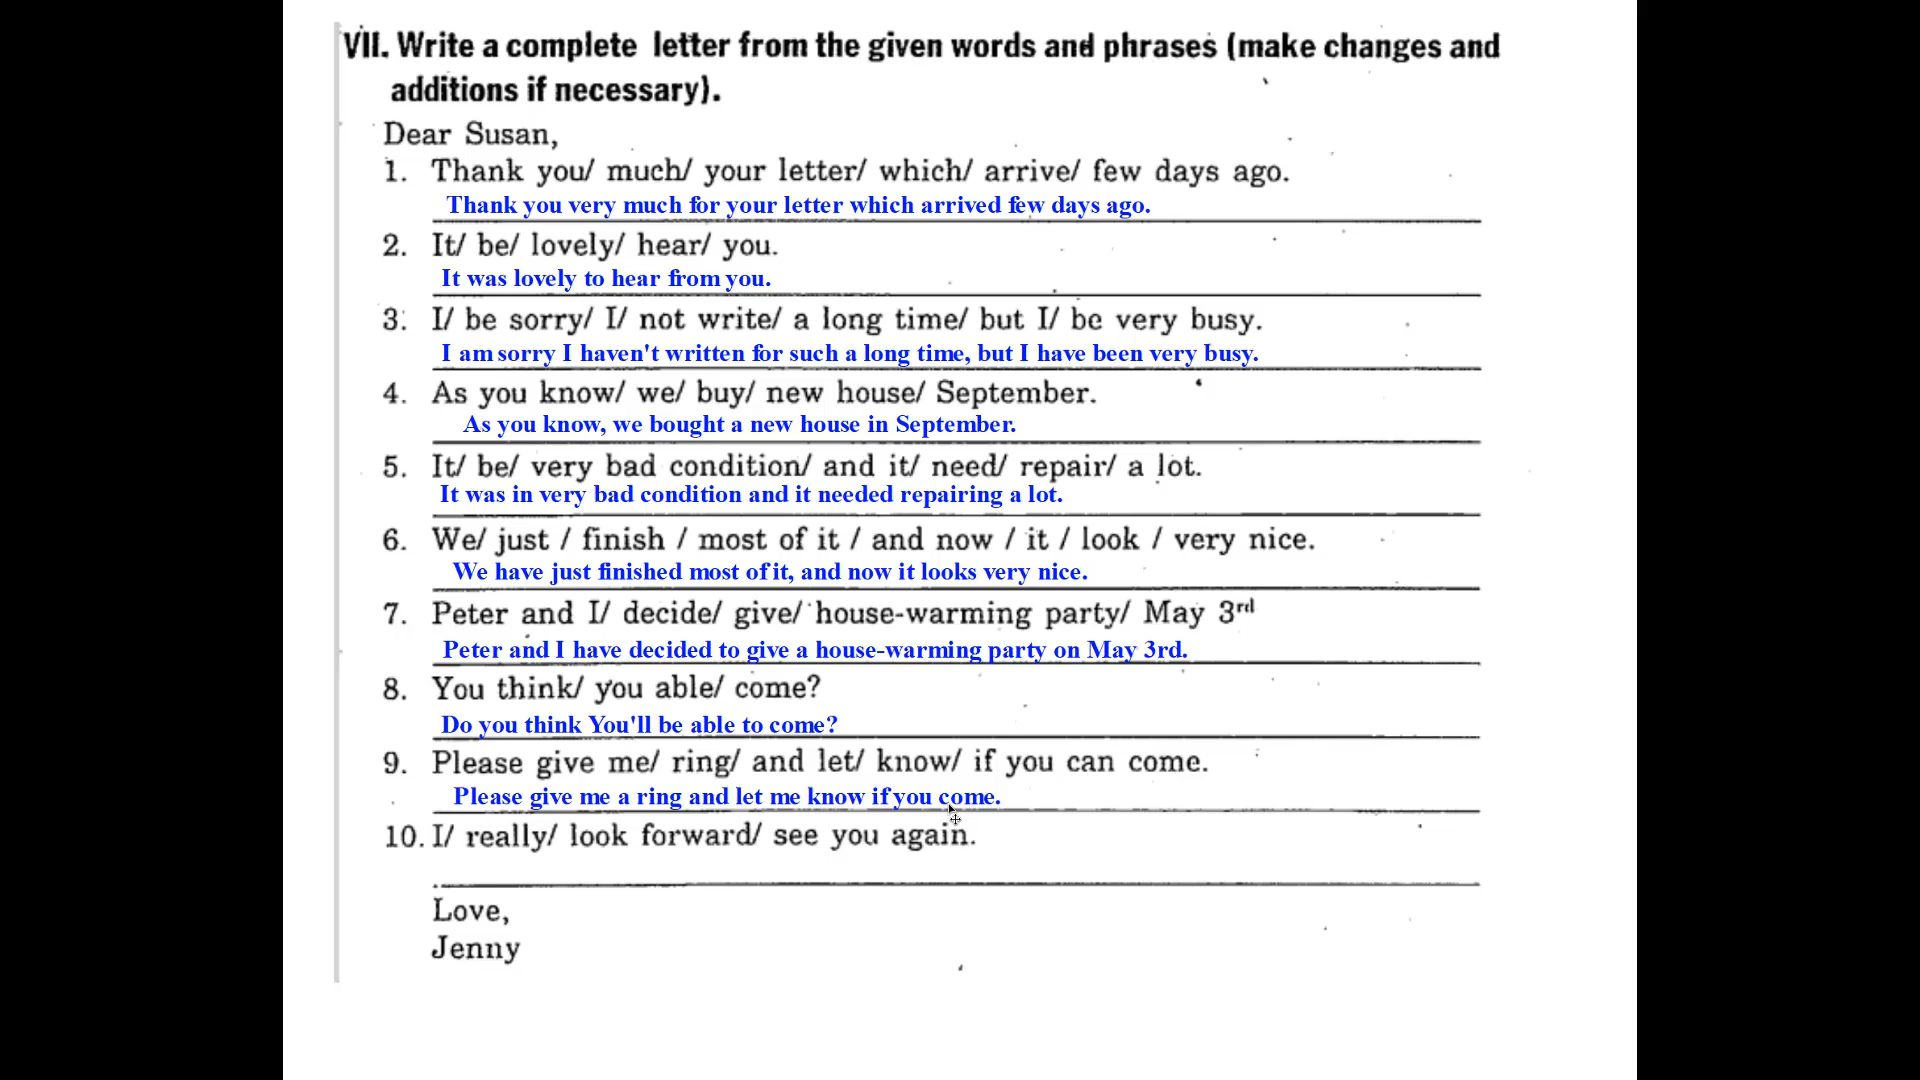 VII. Write a complete letter from the given words and phrases (make changes and
additions if necessary).
Dear Susan,
1. Thank you/ much/ your letter/ which/ arrive/ few days ago.
Thank you very much for your letter which arrived few days ago.
2. It/ be/ lovely/ hear/ you.
It was lovely to hear from you.
3. I/ be sorry/ I/ not write/ a long time/ but I/ be very busy.
I am sorry I haven't written for such a long time, but I have been very busy.
4. As you know/ we/ buy/ new house/ September.
As you know, we bought a new house in September.
5. It/ be/ very bad condition/ and it/ need/ repair/ a lot.
It was in very bad condition and it needed repairing a lot.
6. We/ just / finish / most of it / and now / it / look / very nice.
We have just finished most of it, and now it looks very nice.
7. Peter and I/ decide/ give/ house-warming party/ May 3rd
Peter and I have decided to give a house-warming party on May 3rd.
8. You think/ you able/ come?
Do you think You'll be able to come?
9. Please give me/ ring/ and let/ know/ if you can come.
Please give me a ring and let me know if you come.
10. I/ really/ look forward/ see you again.
Love,
Jenny